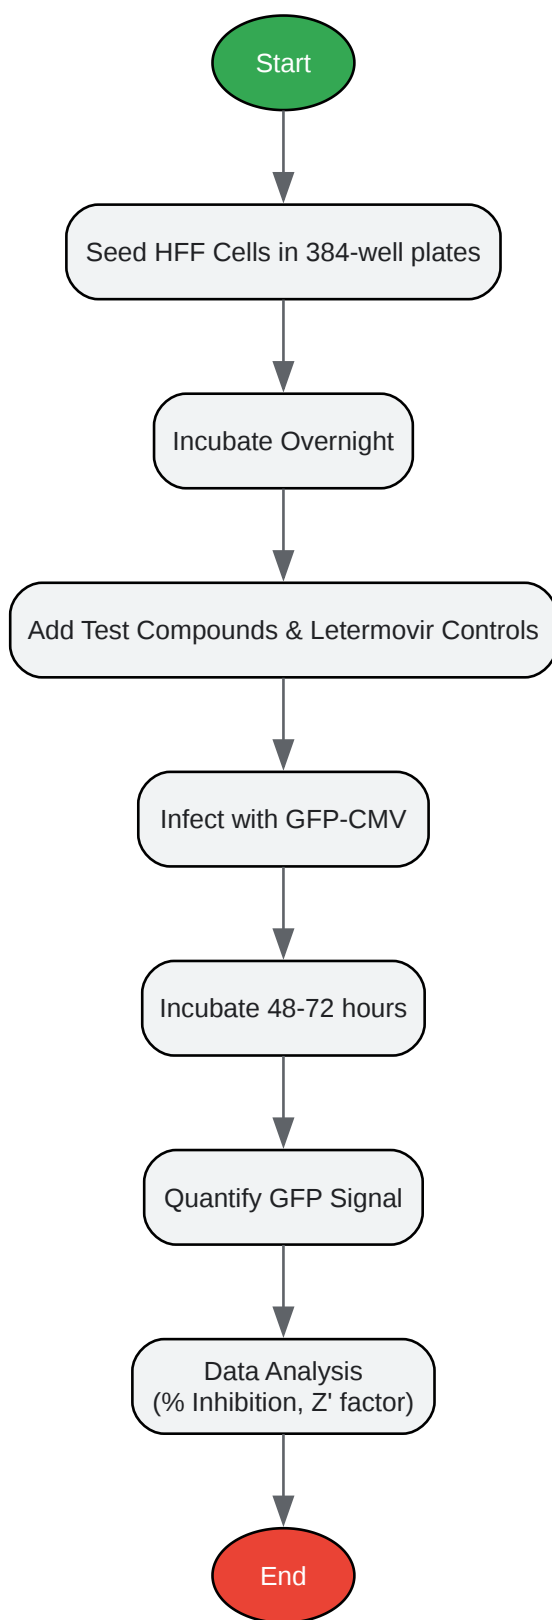 Start
Seed HFF Cells in 384-well plates
Incubate Overnight
Add Test Compounds & Letermovir Controls
Infect with GFP-CMV
Incubate 48-72 hours
Quantify GFP Signal
Data Analysis
(% Inhibition, Z' factor)
End